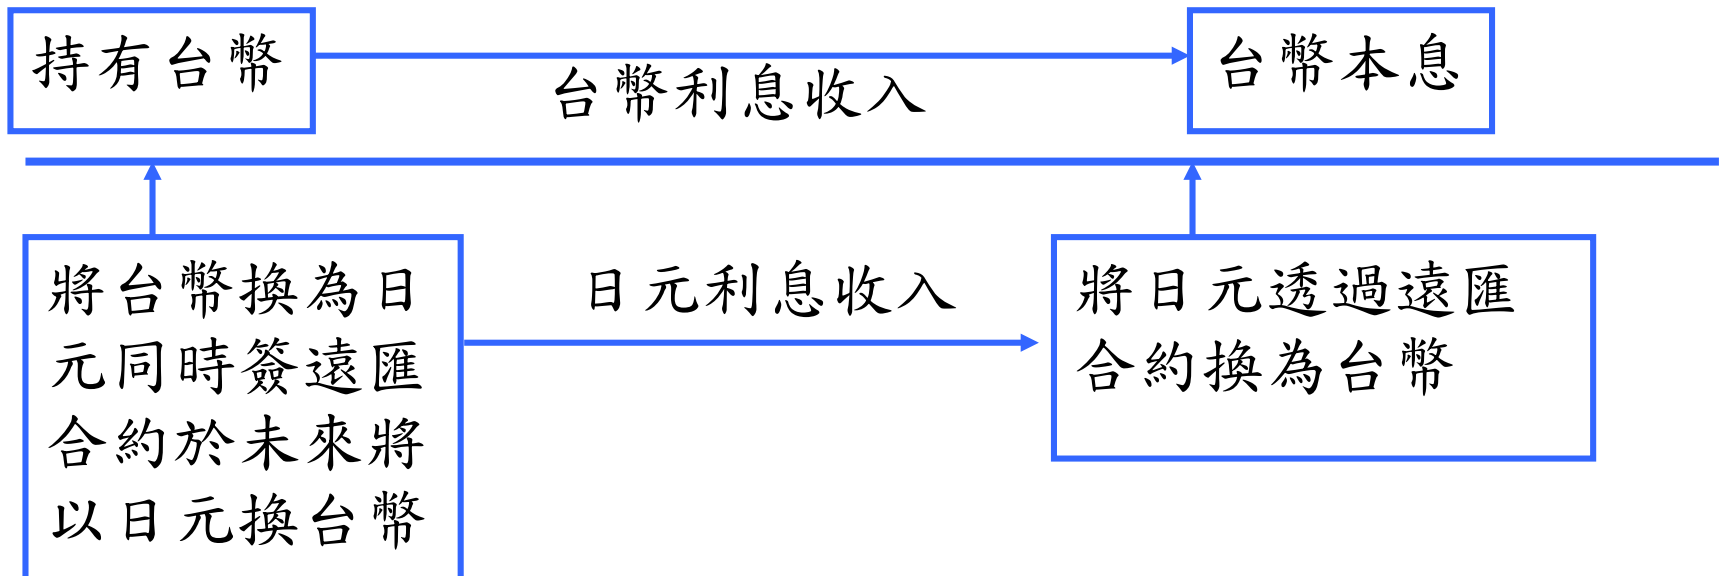 持有台幣
台幣利息收入
台幣本息
將台幣換為日
元同時簽遠匯
合約於未來將
以日元換台幣
日元利息收入
將日元透過遠匯
合約換為台幣